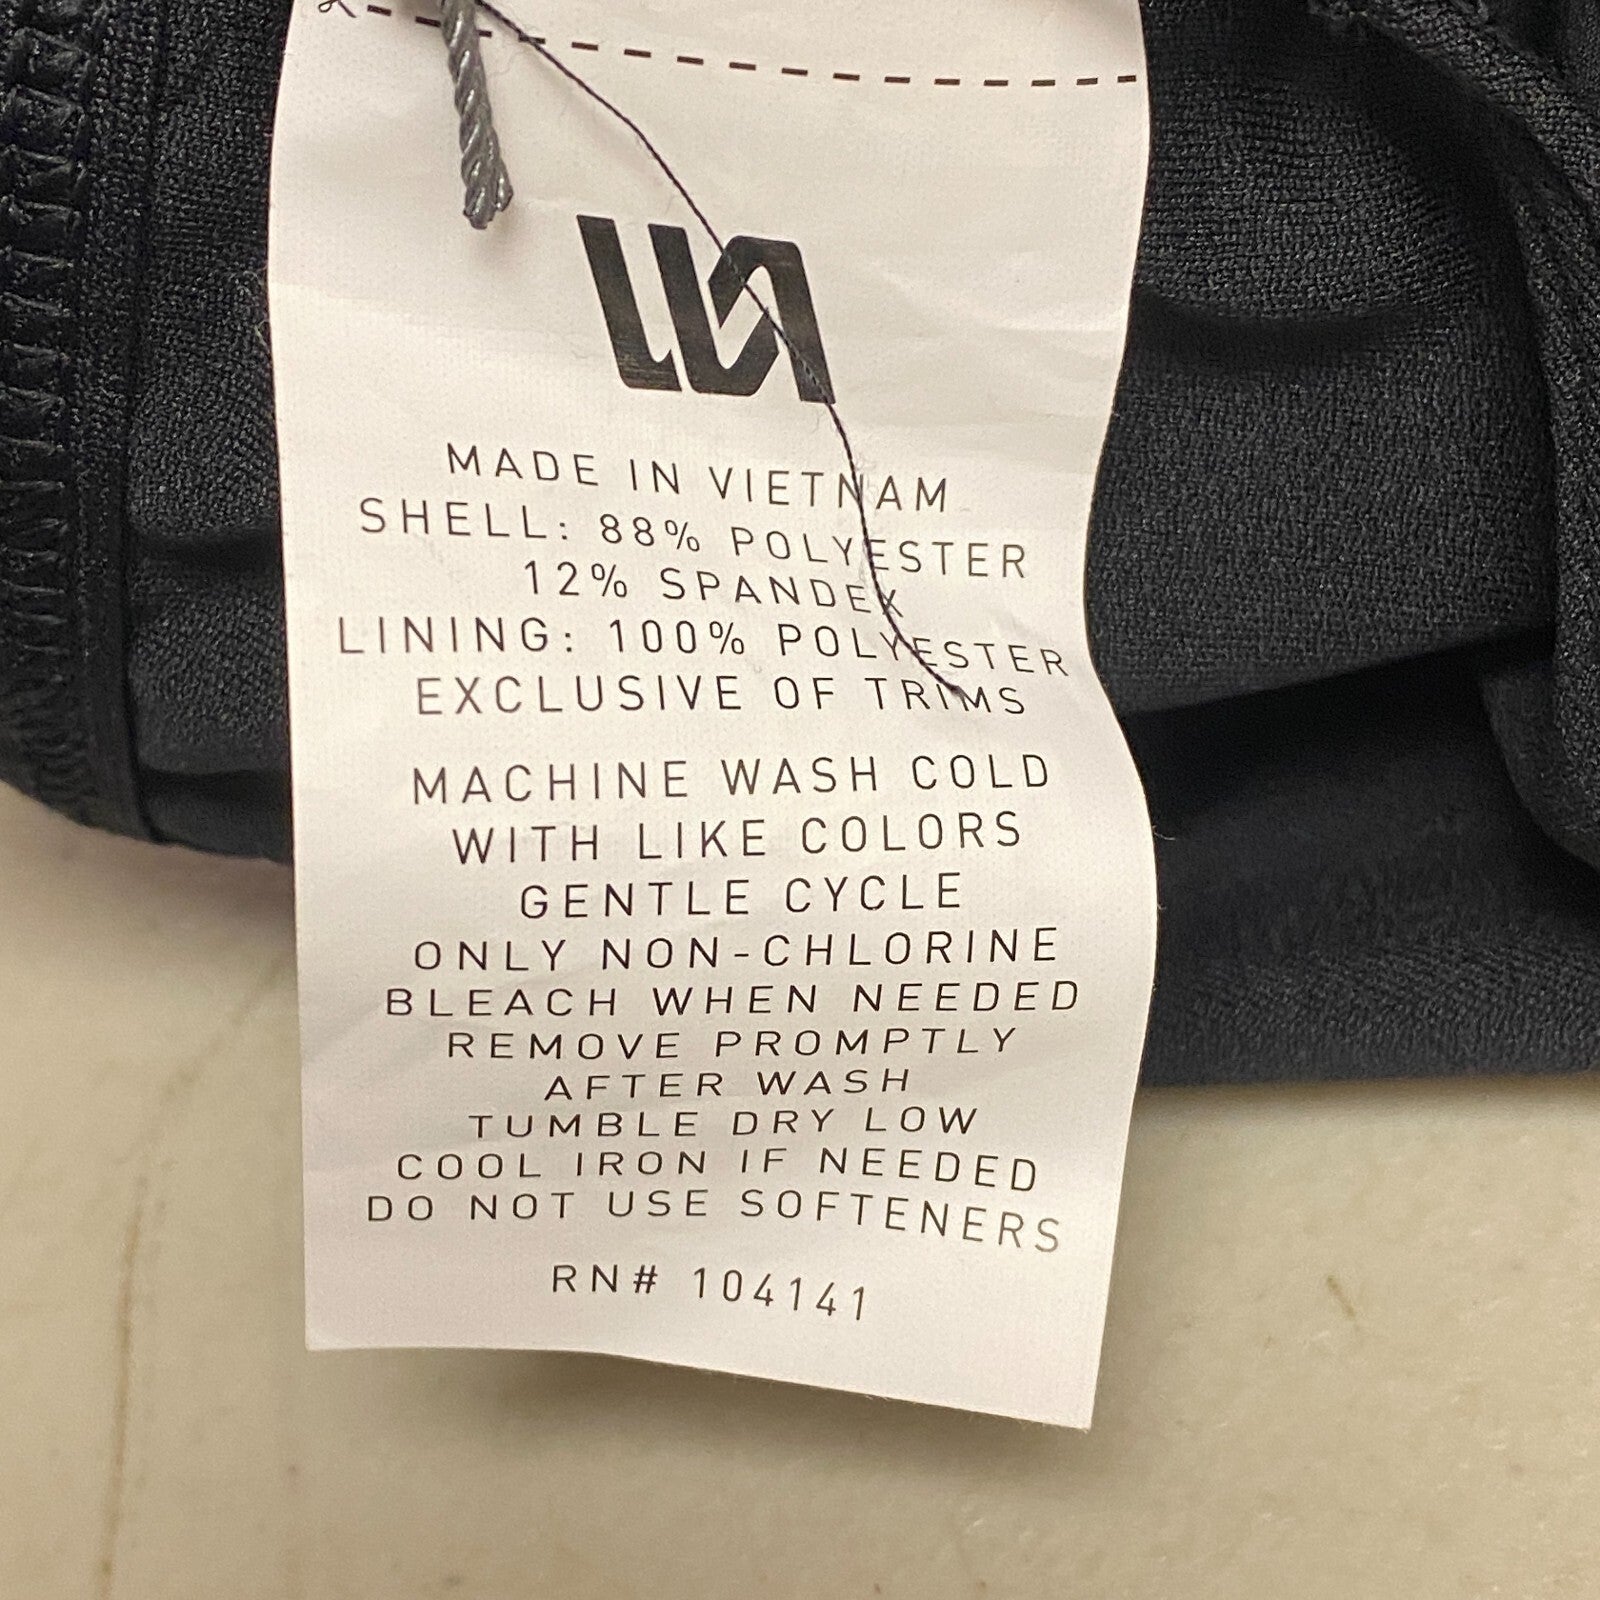 MADE IN VIETNAM
SHELL: 88% POLYESTER
12% SPANDEX
LINING: 100% POLYESTER
EXCLUSIVE OF TRIMS
MACHINE WASH COLD
WITH LIKE COLORS
GENTLE CYCLE
ONLY NON-CHLORINE
BLEACH WHEN NEEDED
REMOVE PROMPTLY
AFTER WASH
TUMBLE DRY LOW
COOL IRON IF NEEDED
DO NOT USE SOFTENERS
RN# 104141